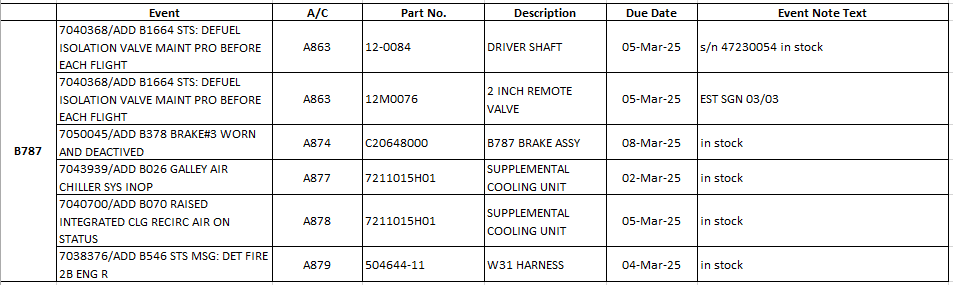 Event A/C Part No. Description Due Date Event Note Text
B787
7040368/ADD B1664 STS: DEFUEL
ISOLATION VALVE MAINT PRO BEFORE
EACH FLIGHT
A863
12-0084
DRIVER SHAFT
05-Mar-25
s/n 47230054 in stock
7040368/ADD B1664 STS: DEFUEL
ISOLATION VALVE MAINT PRO BEFORE
EACH FLIGHT
A863
12M0076
2 INCH REMOTE
VALVE
05-Mar-25
EST SGN 03/03
7050045/ADD B378 BRAKE#3 WORN
AND DEACTIVED
A874
C20648000
B787 BRAKE ASSY
08-Mar-25
in stock
7043939/ADD B026 GALLEY AIR
CHILLER SYS INOP
A877
7211015H01
SUPPLEMENTAL
COOLING UNIT
02-Mar-25
in stock
7040700/ADD B070 RAISED
INTEGRATED CLG RECIRC AIR ON
STATUS
A878
7211015H01
SUPPLEMENTAL
COOLING UNIT
05-Mar-25
in stock
7038376/ADD B546 STS MSG: DET FIRE
2B ENG R
A879
504644-11
W31 HARNESS
04-Mar-25
in stock